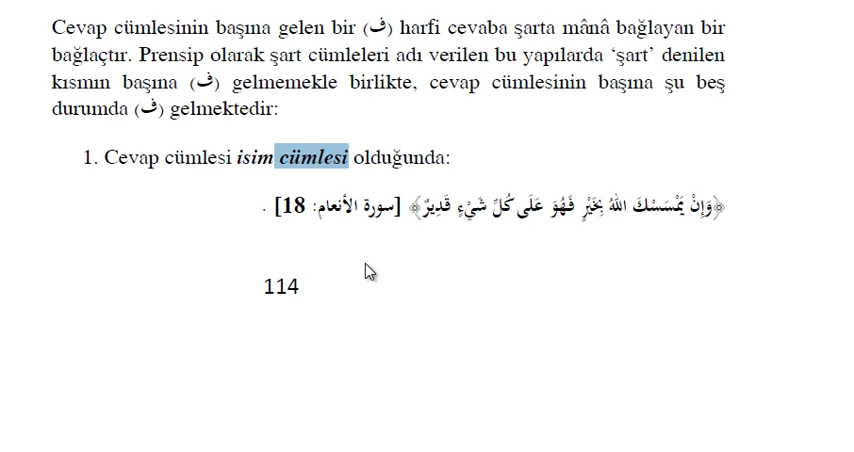 Cevap cümlesinin başına gelen bir (ف) harfi cevaba şarta mânâ bağlayan bir
bağlaçtır. Prensip olarak şart cümleleri adı verilen bu yapılarda ‘şart’ denilen
kısmın başına (ف) gelmemekle birlikte, cevap cümlesinin başına şu beş
durumda (ف) gelmektedir:
1. Cevap cümlesi isim cümlesi olduğunda:
﴿وَإِنْ يَمْسَسْكَ اللهُ بِخَيْرٍ فَهُوَ عَلَى كُلِّ شَيْءٍ قَدِيرٌ﴾ [سورة الأنعام: 18] .
114